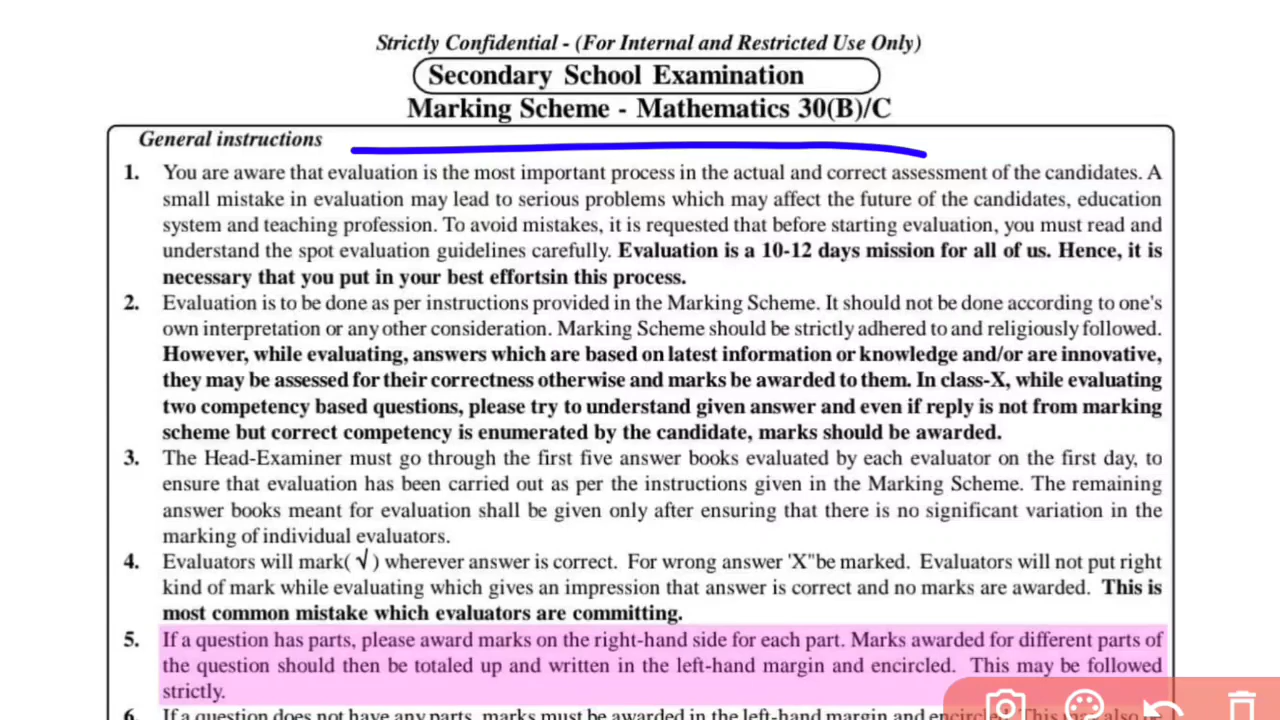 Strictly Confidential - (For Internal and Restricted Use Only)
Secondary School Examination
Marking Scheme - Mathematics 30(B)/C
General instructions
1. You are aware that evaluation is the most important process in the actual and correct assessment of the candidates. A
small mistake in evaluation may lead to serious problems which may affect the future of the candidates, education
system and teaching profession. To avoid mistakes, it is requested that before starting evaluation, you must read and
understand the spot evaluation guidelines carefully. Evaluation is a 10-12 days mission for all of us. Hence, it is
necessary that you put in your best effortsin this process.
2. Evaluation is to be done as per instructions provided in the Marking Scheme. It should not be done according to one's
own interpretation or any other consideration. Marking Scheme should be strictly adhered to and religiously followed.
However, while evaluating, answers which are based on latest information or knowledge and/or are innovative,
they may be assessed for their correctness otherwise and marks be awarded to them. In class-X, while evaluating
two competency based questions, please try to understand given answer and even if reply is not from marking
scheme but correct competency is enumerated by the candidate, marks should be awarded.
3. The Head-Examiner must go through the first five answer books evaluated by each evaluator on the first day, to
ensure that evaluation has been carried out as per the instructions given in the Marking Scheme. The remaining
answer books meant for evaluation shall be given only after ensuring that there is no significant variation in the
marking of individual evaluators.
4. Evaluators will mark( √ ) wherever answer is correct. For wrong answer 'X"be marked. Evaluators will not put right
kind of mark while evaluating which gives an impression that answer is correct and no marks are awarded. This is
most common mistake which evaluators are committing.
5. If a question has parts, please award marks on the right-hand side for each part. Marks awarded for different parts of
the question should then be totaled up and written in the left-hand margin and encircled. This may be followed
strictly.
6. If a question does not have any parts, marks must be awarded in the left-hand margin and